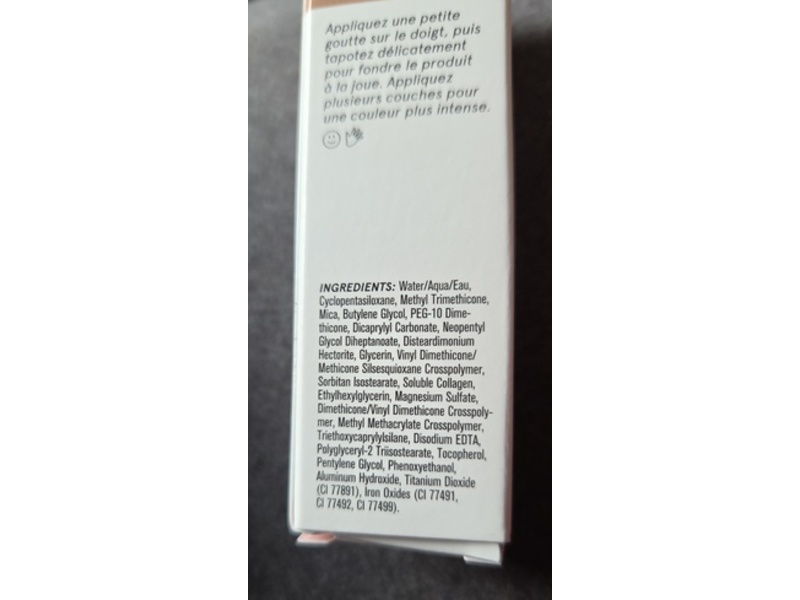 Appliquez une petite
goutte sur le doigt, puis
tapotez délicatement
pour fondre le produit
à la joue. Appliquez
plusieurs couches pour
une couleur plus intense.
INGREDIENTS: Water/Aqua/Eau,
Cyclopentasiloxane, Methyl Trimethicone,
Mica, Butylene Glycol, PEG-10 Dime-
thicone, Dicaprylyl Carbonate, Neopentyl
Glycol Diheptanoate, Disteardimonium
Hectorite, Glycerin, Vinyl Dimethicone/
Methicone Silsesquioxane Crosspolymer,
Sorbitan Isostearate, Soluble Collagen,
Ethylhexylglycerin, Magnesium Sulfate,
Dimethicone/Vinyl Dimethicone Crosspoly-
mer, Methyl Methacrylate Crosspolymer,
Triethoxycaprylylsilane, Disodium EDTA,
Polyglyceryl-2 Triisostearate, Tocopherol,
Pentylene Glycol, Phenoxyethanol,
Aluminum Hydroxide, Titanium Dioxide
(CI 77891), Iron Oxides (CI 77491,
CI 77492, CI 77499).